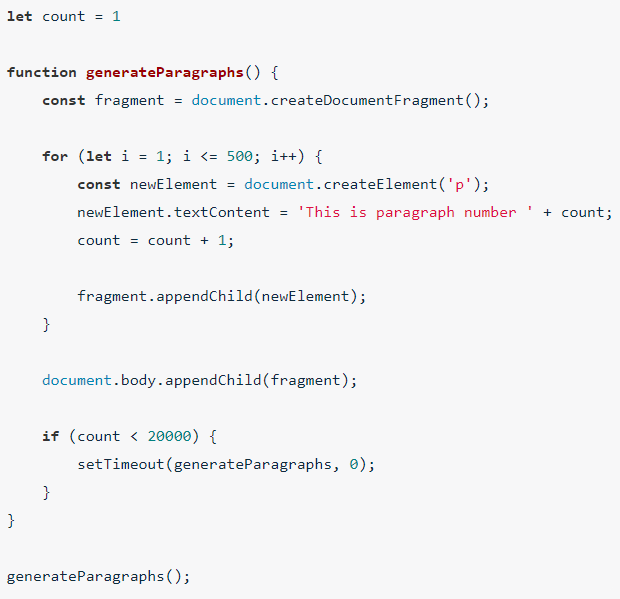 let count = 1
function generateParagraphs() {
    const fragment = document.createDocumentFragment();
    for (let i = 1; i <= 500; i++) {
        const newElement = document.createElement('p');
        newElement.textContent = 'This is paragraph number ' + count;
        count = count + 1;
        fragment.appendChild(newElement);
    }
    document.body.appendChild(fragment);
    if (count < 20000) {
        setTimeout(generateParagraphs, 0);
    }
}
generateParagraphs();